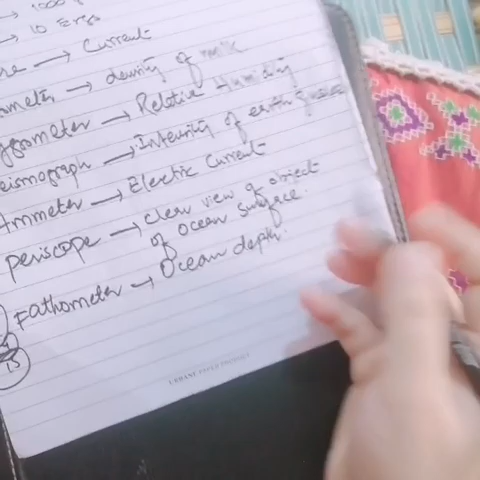 → 1000
→ 10 Ergs
→ Current
→ density of milk
→ Relative Humidity
→ Intensity of earth quakes
Ammeter → Electric Current
periscope → clear view of object
of ocean surface.
Fathometer → Ocean depth.